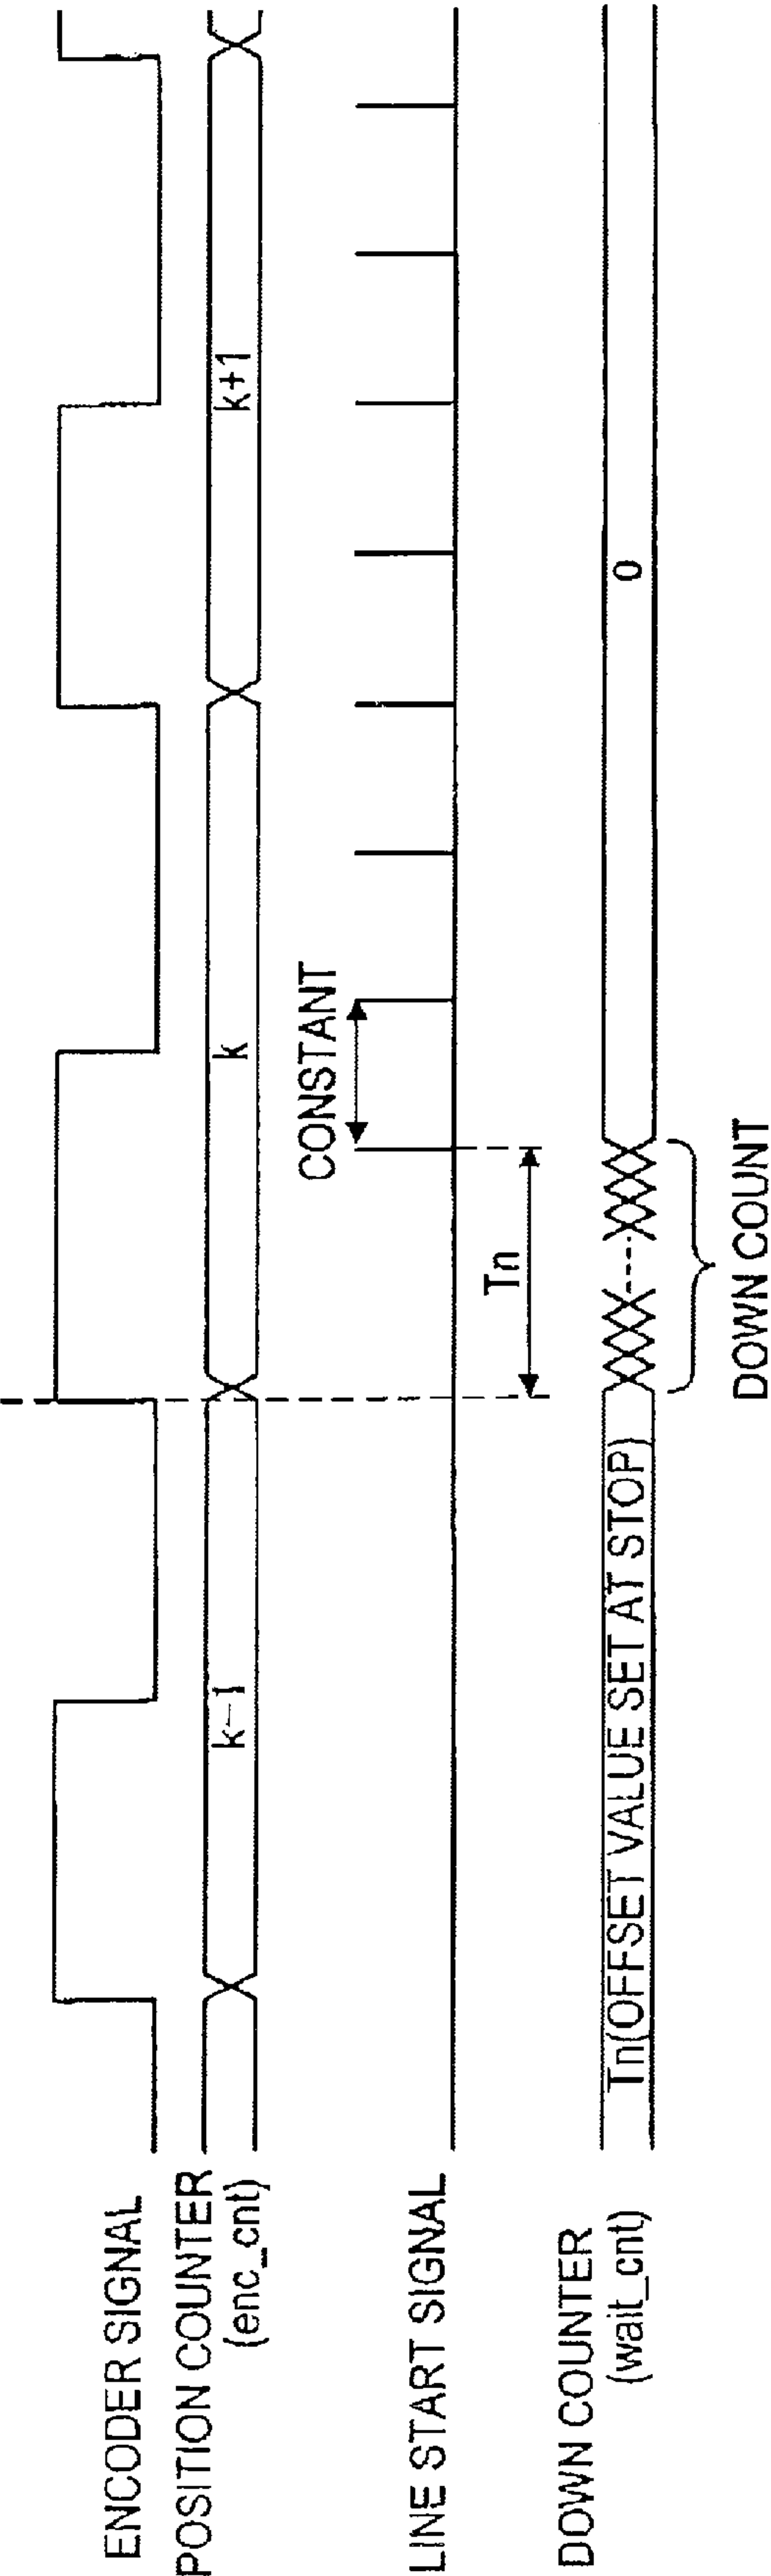 ENCODER SIGNAL
POSITION COUNTER
(enc_cnt)
k-1
k
k+1
CONSTANT
LINE START SIGNAL
Tn
DOWN COUNTER
(wait_cnt)
Tn(OFFSET VALUE SET AT STOP)
0
DOWN COUNT